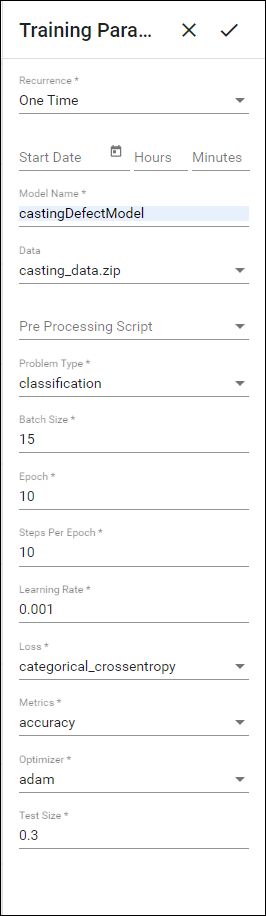 Training Para...
Recurrence *
One Time
Start Date Hours Minutes
Model Name *
castingDefectModel
Data
casting_data.zip
Pre Processing Script
Problem Type *
classification
Batch Size *
15
Epoch *
10
Steps Per Epoch *
10
Learning Rate *
0.001
Loss *
categorical_crossentropy
Metrics *
accuracy
Optimizer *
adam
Test Size *
0.3